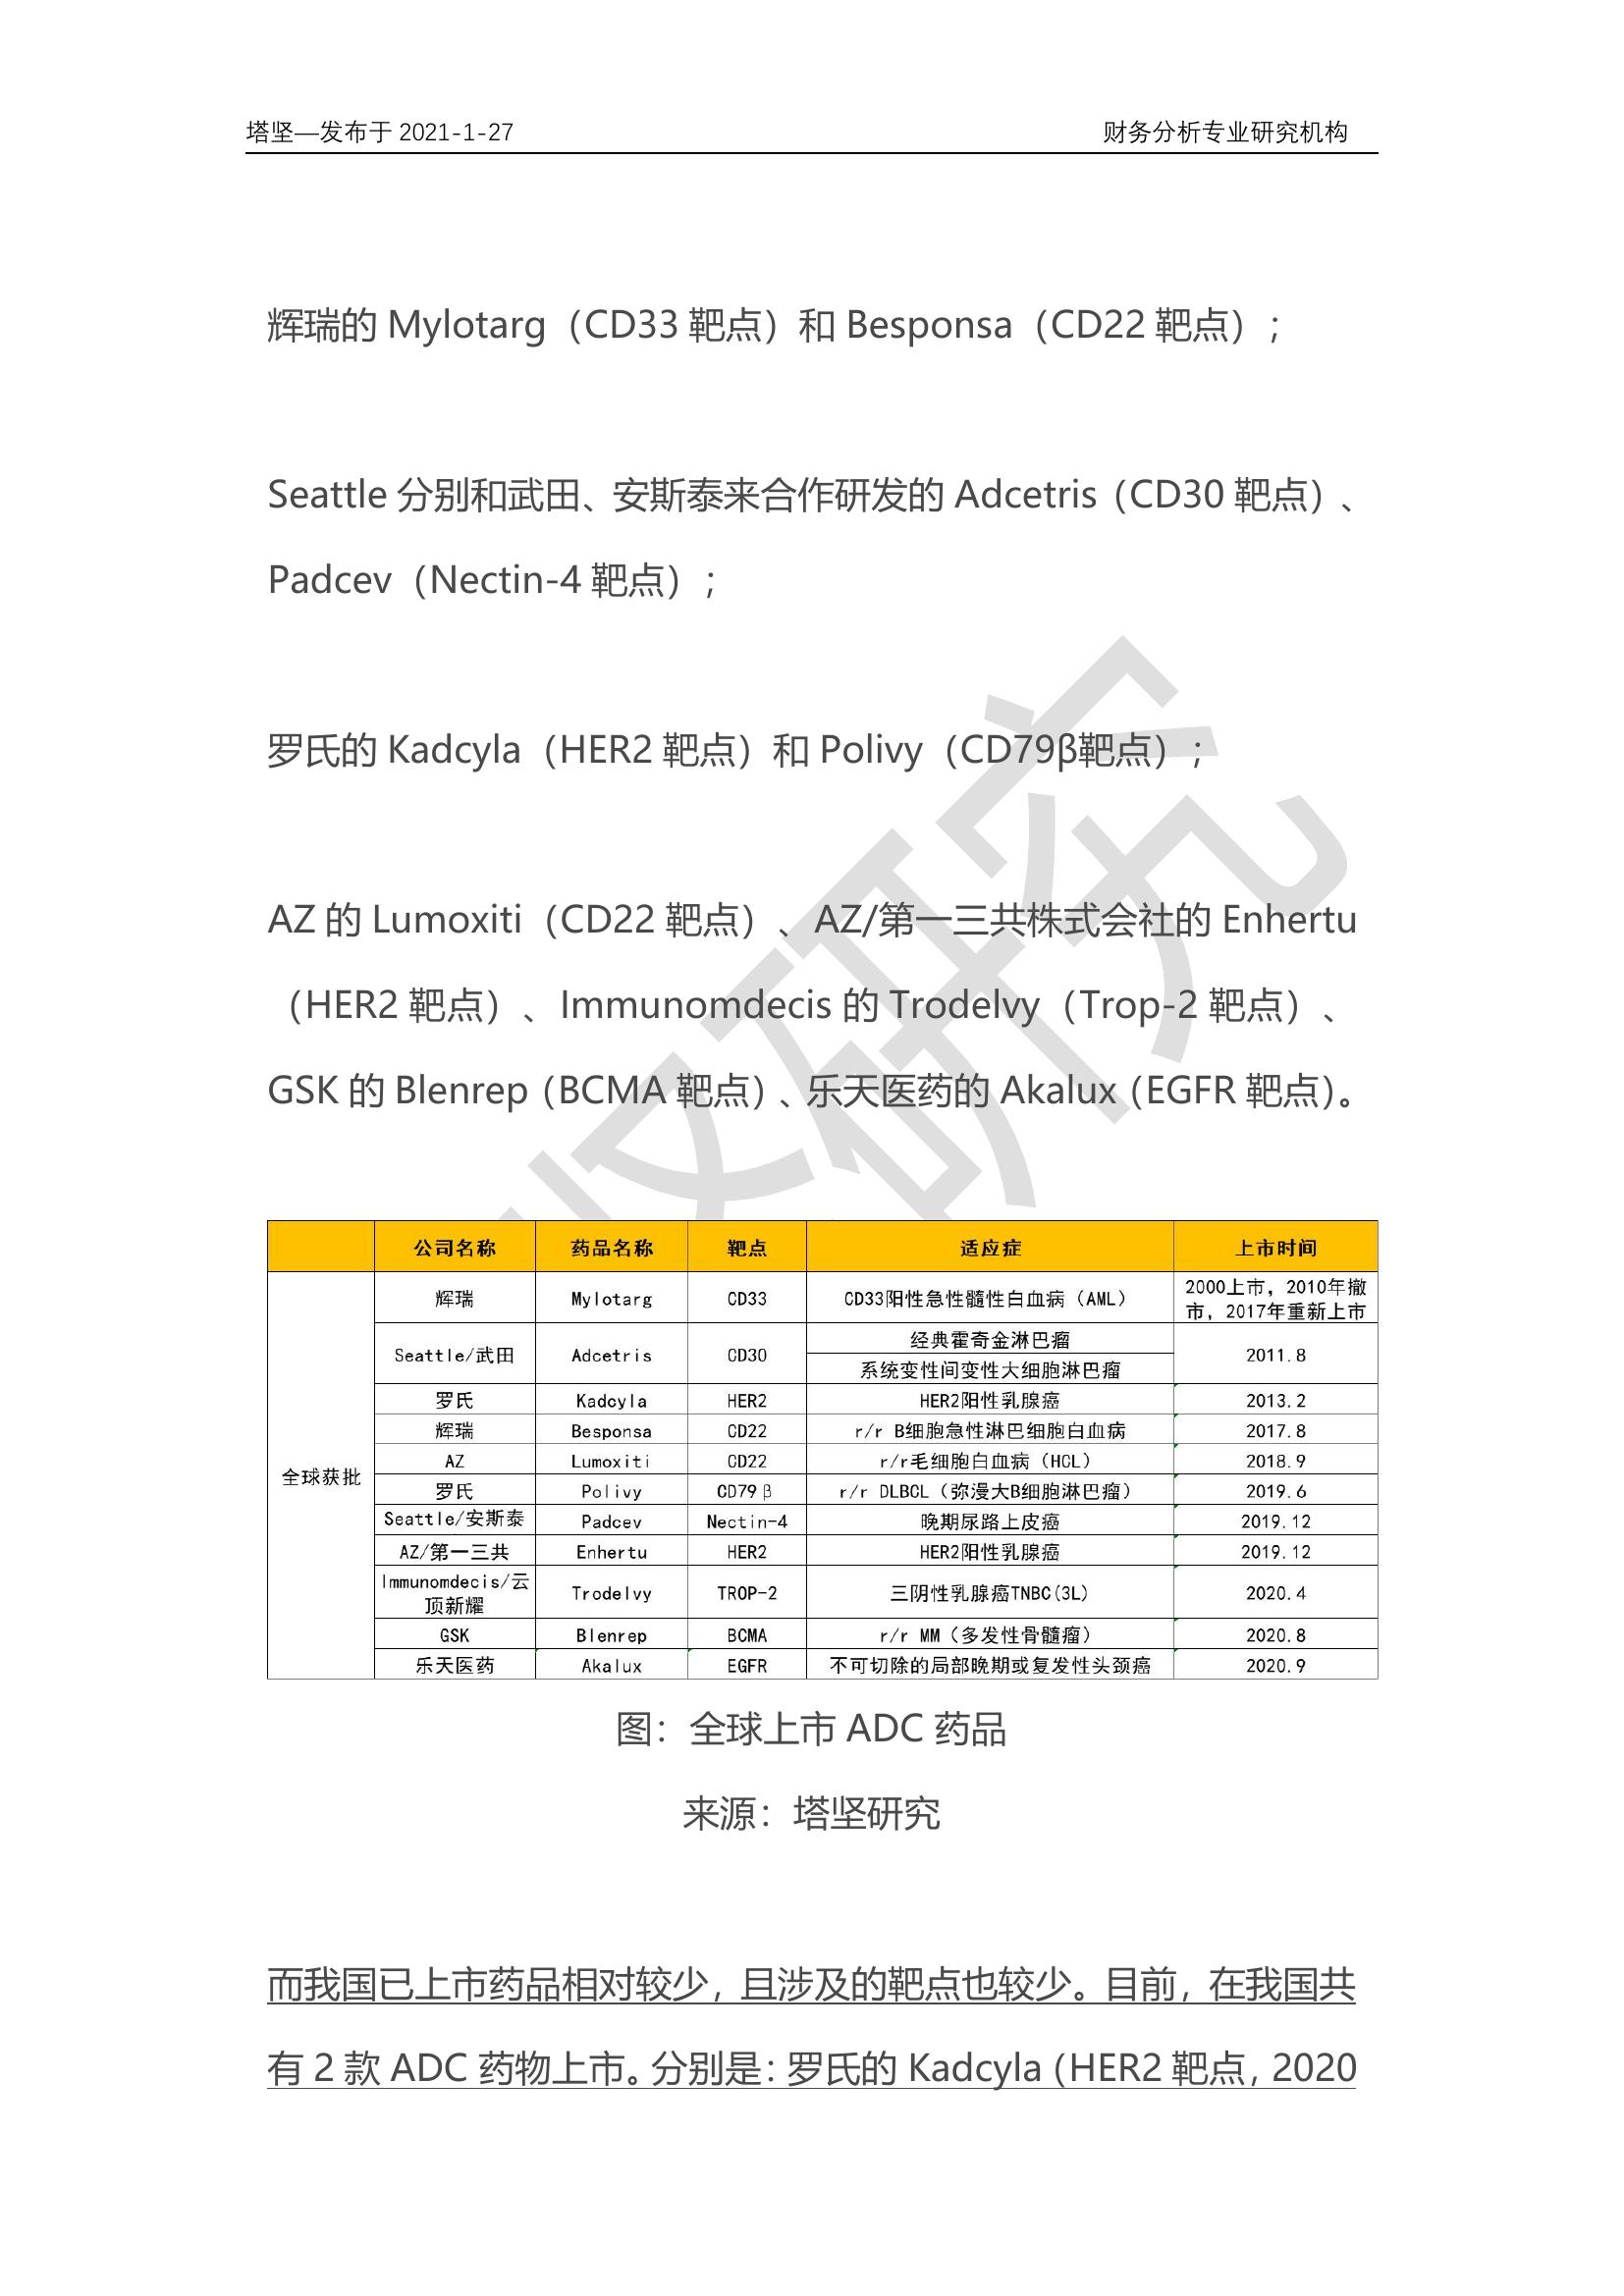 塔坚—发布于 2021-1-27 财务分析专业研究机构
辉瑞的 Mylotarg（CD33 靶点）和 Besponsa（CD22 靶点）；
Seattle 分别和武田、安斯泰来合作研发的 Adcetris（CD30 靶点）、
Padcev（Nectin-4 靶点）；
罗氏的 Kadcyla（HER2 靶点）和 Polivy（CD79β靶点）；
AZ 的 Lumoxiti（CD22 靶点）、AZ/第一三共株式会社的 Enhertu
（HER2 靶点）、Immunomdecis 的 Trodelvy（Trop-2 靶点）、
GSK 的 Blenrep（BCMA 靶点）、乐天医药的 Akalux（EGFR 靶点）。
公司名称 药品名称 靶点 适应症 上市时间
全球获批
辉瑞 Mylotarg CD33 CD33阳性急性髓性白血病（AML） 2000上市，2010年撤
市，2017年重新上市
Seattle/武田 Adcetris CD30 经典霍奇金淋巴瘤 2011.8
系统变性间变性大细胞淋巴瘤
罗氏 Kadcyla HER2 HER2阳性乳腺癌 2013.2
辉瑞 Besponsa CD22 r/r B细胞急性淋巴细胞白血病 2017.8
AZ Lumoxiti CD22 r/r毛细胞白血病（HCL） 2018.9
罗氏 Polivy CD79β r/r DLBCL（弥漫大B细胞淋巴瘤） 2019.6
Seattle/安斯泰 Padcev Nectin-4 晚期尿路上皮癌 2019.12
AZ/第一三共 Enhertu HER2 HER2阳性乳腺癌 2019.12
Immunomdecis/云
顶新耀 Trodelvy TROP-2 三阴性乳腺癌TNBC(3L) 2020.4
GSK Blenrep BCMA r/r MM（多发性骨髓瘤） 2020.8
乐天医药 Akalux EGFR 不可切除的局部晚期或复发性头颈癌 2020.9
图：全球上市 ADC 药品
来源：塔坚研究
而我国已上市药品相对较少，且涉及的靶点也较少。目前，在我国共
有 2 款 ADC 药物上市。分别是：罗氏的 Kadcyla（HER2 靶点，2020
坚研究